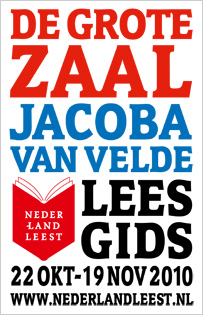 DE GROTE
ZAAL
JACOBA
VAN VELDE
NEDER
-LAND
LEEST
LEES
GIDS
22 OKT-19 NOV 2010
WWW.NEDERLANDLEEST.NL